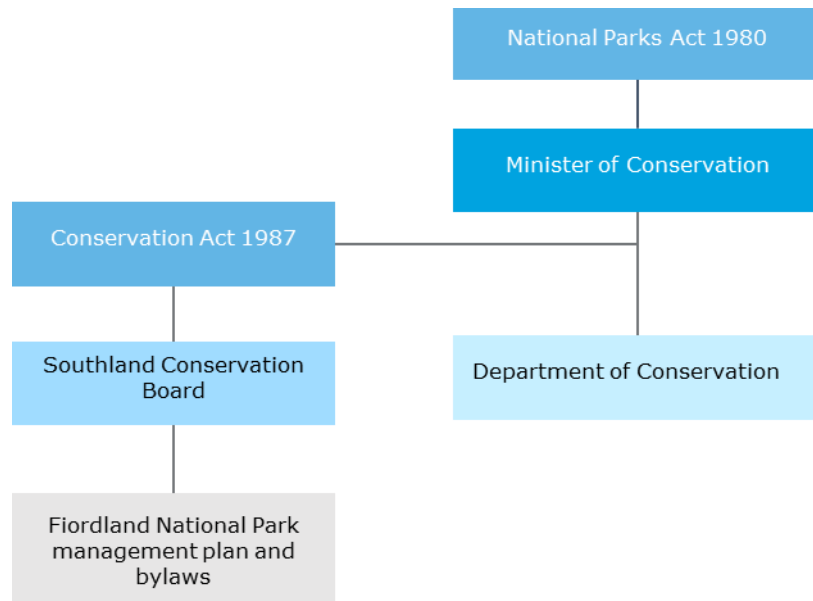 National Parks Act 1980
Minister of Conservation
Conservation Act 1987
Southland Conservation
Board
Department of Conservation
Fiordland National Park
management plan and
bylaws